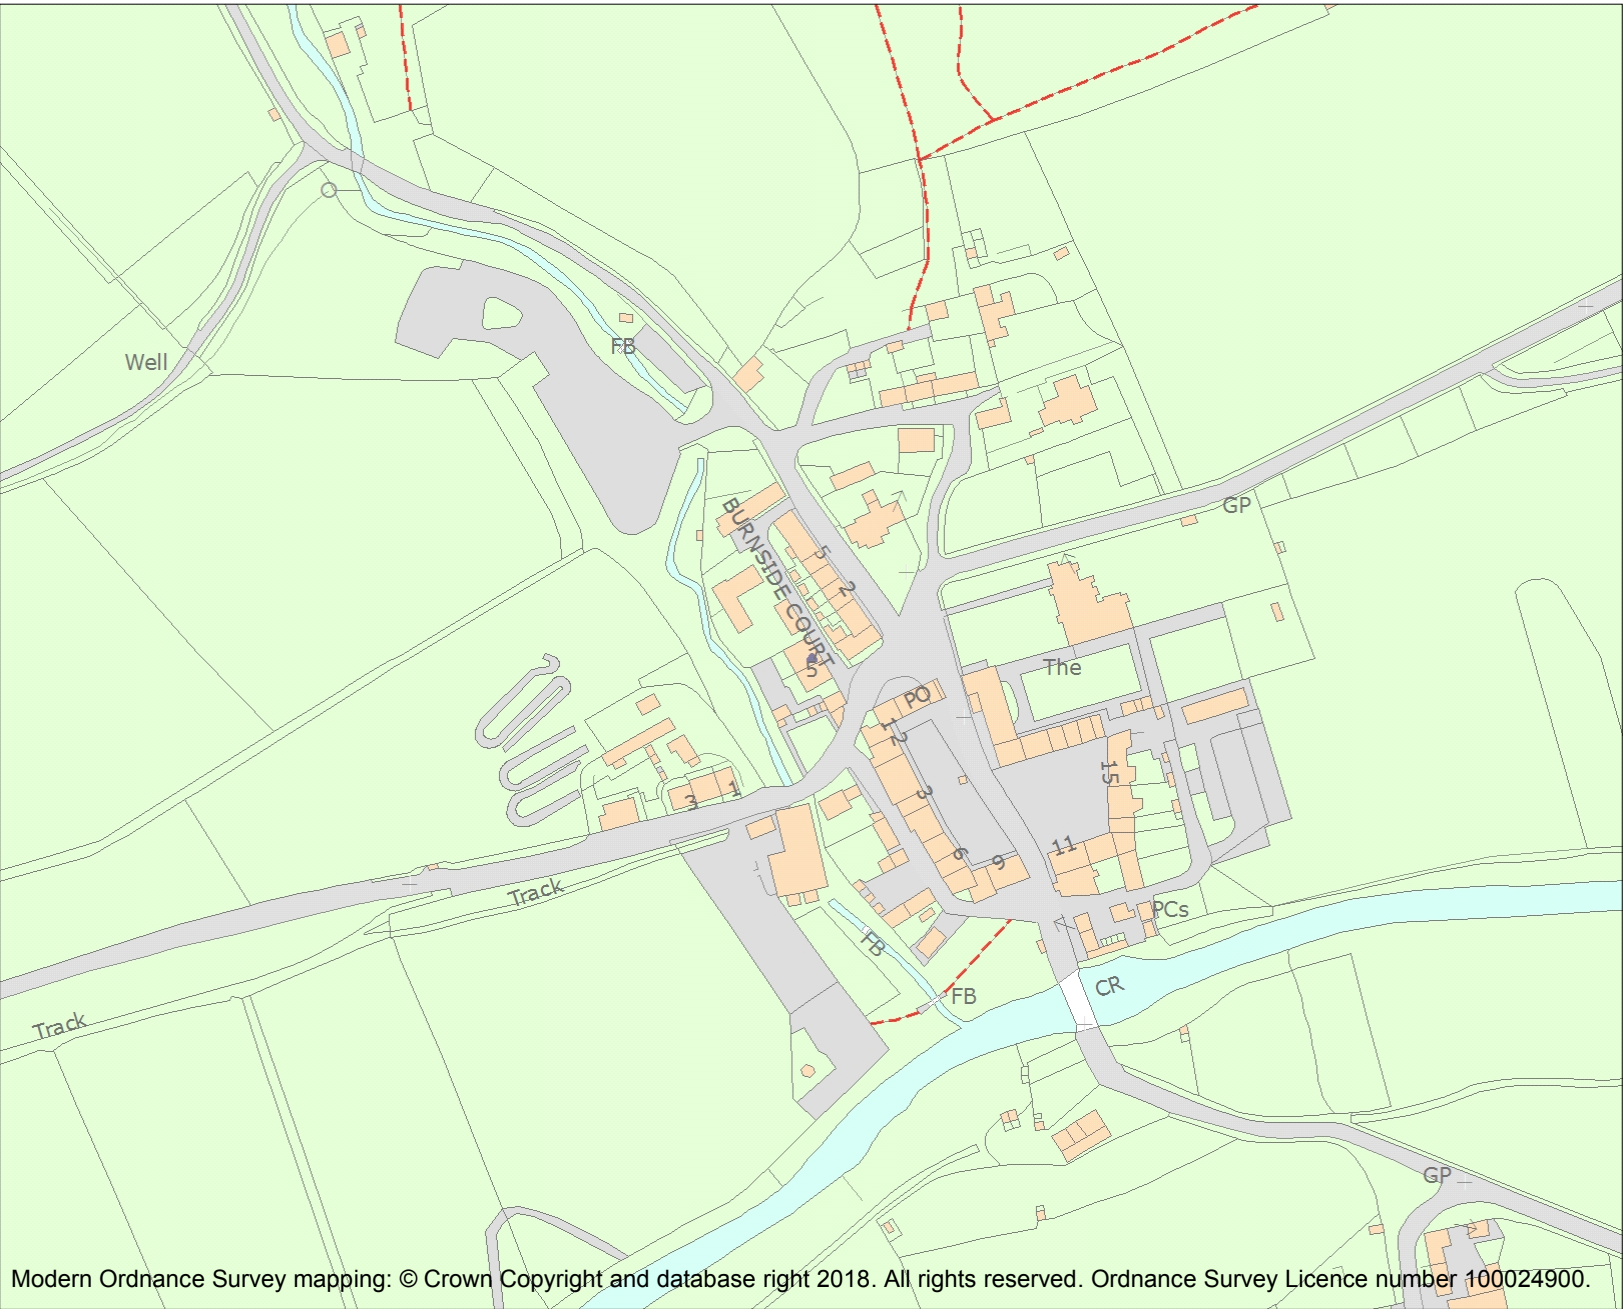 Well
FB
GP
BURNSIDE COURT
5
2
5
The
PO
12
3
15
3
1
6
9
11
Track
PCs
FB
FB
CR
Track
GP
Modern Ordnance Survey mapping: © Crown Copyright and database right 2018. All rights reserved. Ordnance Survey Licence number 100024900.